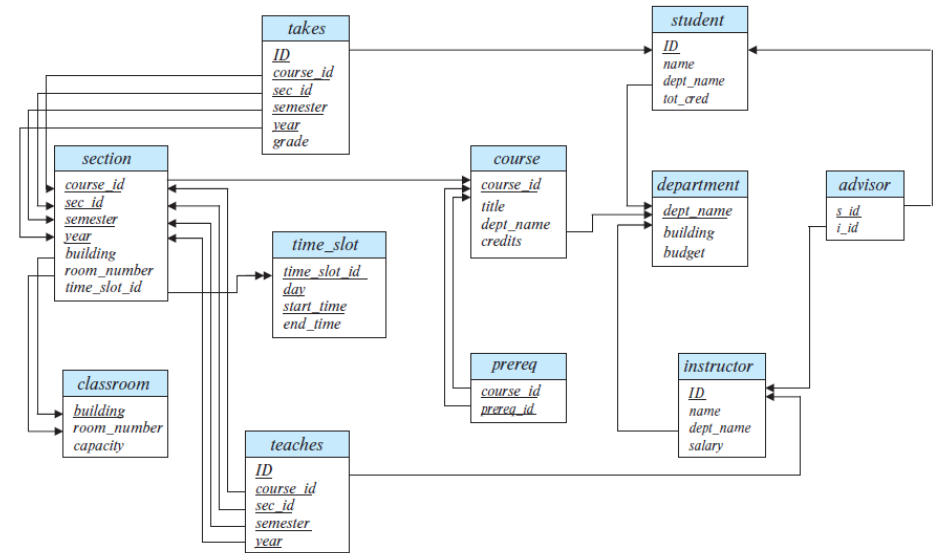 takes
ID
course_id
sec_id
semester
year
grade
student
ID
name
dept_name
tot_cred
section
course_id
sec_id
semester
year
building
room_number
time_slot_id
course
course_id
title
dept_name
credits
department
dept_name
building
budget
advisor
s_id
i_id
time_slot
time_slot_id
day
start_time
end_time
prereq
course_id
prereq_id
instructor
ID
name
dept_name
salary
classroom
building
room_number
capacity
teaches
ID
course_id
sec_id
semester
year